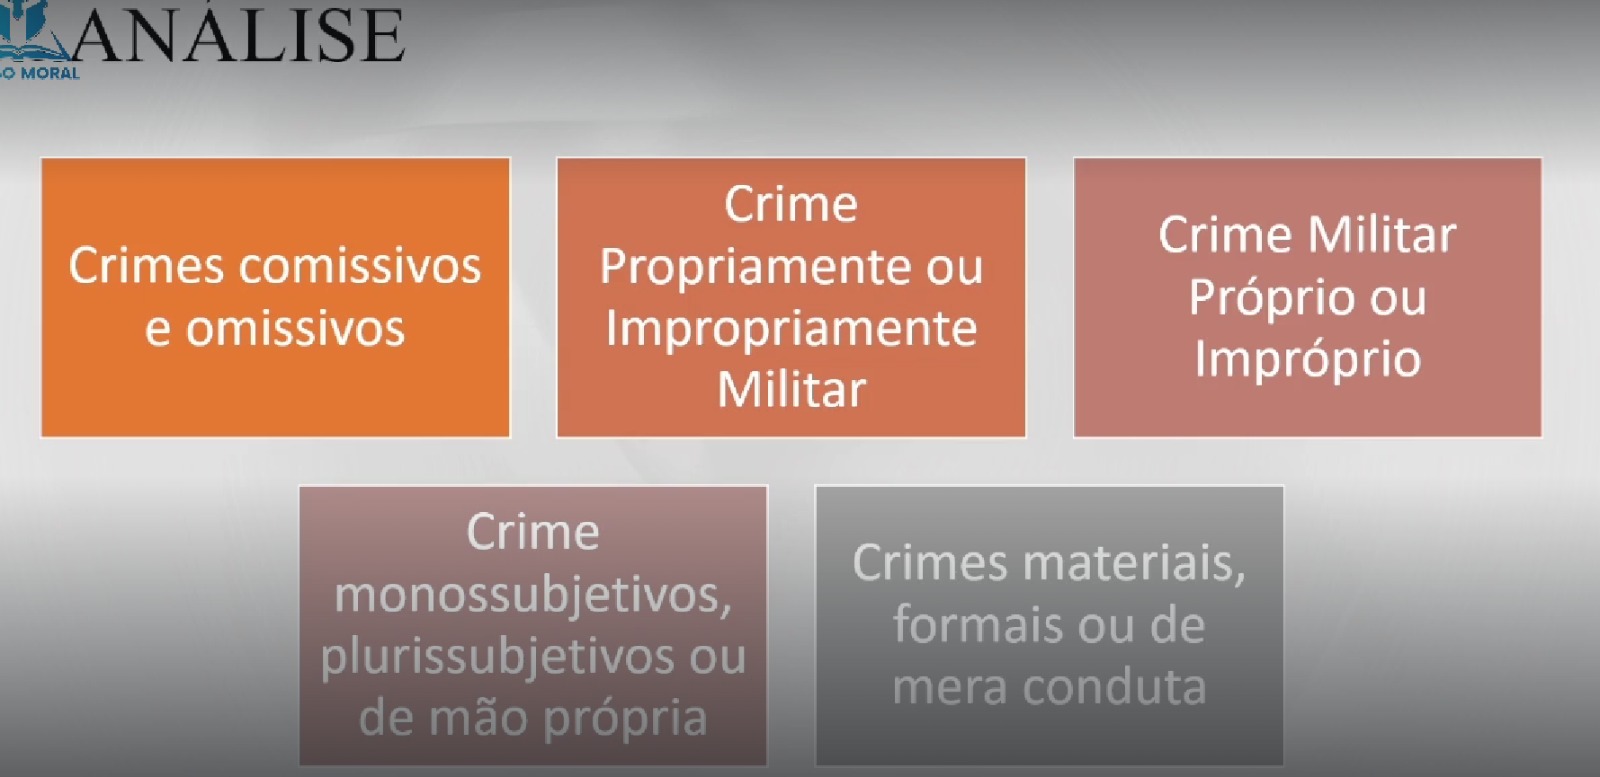 ANÁLISE
O MORAL
Crimes comissivos
e omissivos
Crime
Propriamente ou
Impropriamente
Militar
Crime Militar
Próprio ou
Impróprio
Crime
monossubjetivos,
plurissubjetivos ou
de mão própria
Crimes materiais,
formais ou de
mera conduta